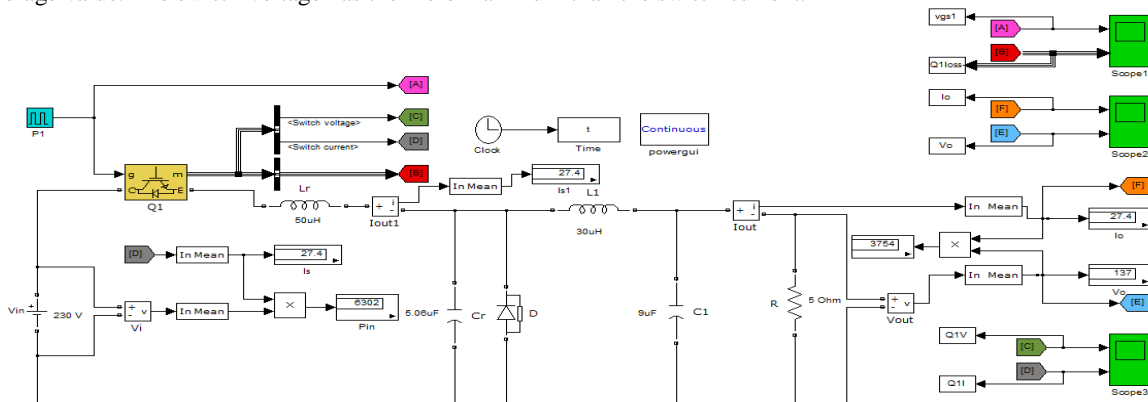 vgs1
[A]
[B]
Q1loss
Scope1
[A]
Io
[F]
[E]
Vo
Scope2
P1
<Switch voltage>
[C]
<Switch current>
[D]
Clock
t
Time
Continuous
powergui
g
m
C
E
Q1
[B]
Lr
50uH
i
+
-
Iout1
In Mean
27.4
Is1
L1
30uH
+
i
-
Iout
In Mean
[F]
27.4
Io
3754
×
[D]
In Mean
27.4
Is
Vin
+
230 V
+
-
v
Vi
In Mean
×
6302
Pin
5.06uF
Cr
D
9uF
C1
R
5 Ohm
+
-
v
Vout
In Mean
137
Vo
[E]
Q1V
[C]
[D]
Q1I
Scope3